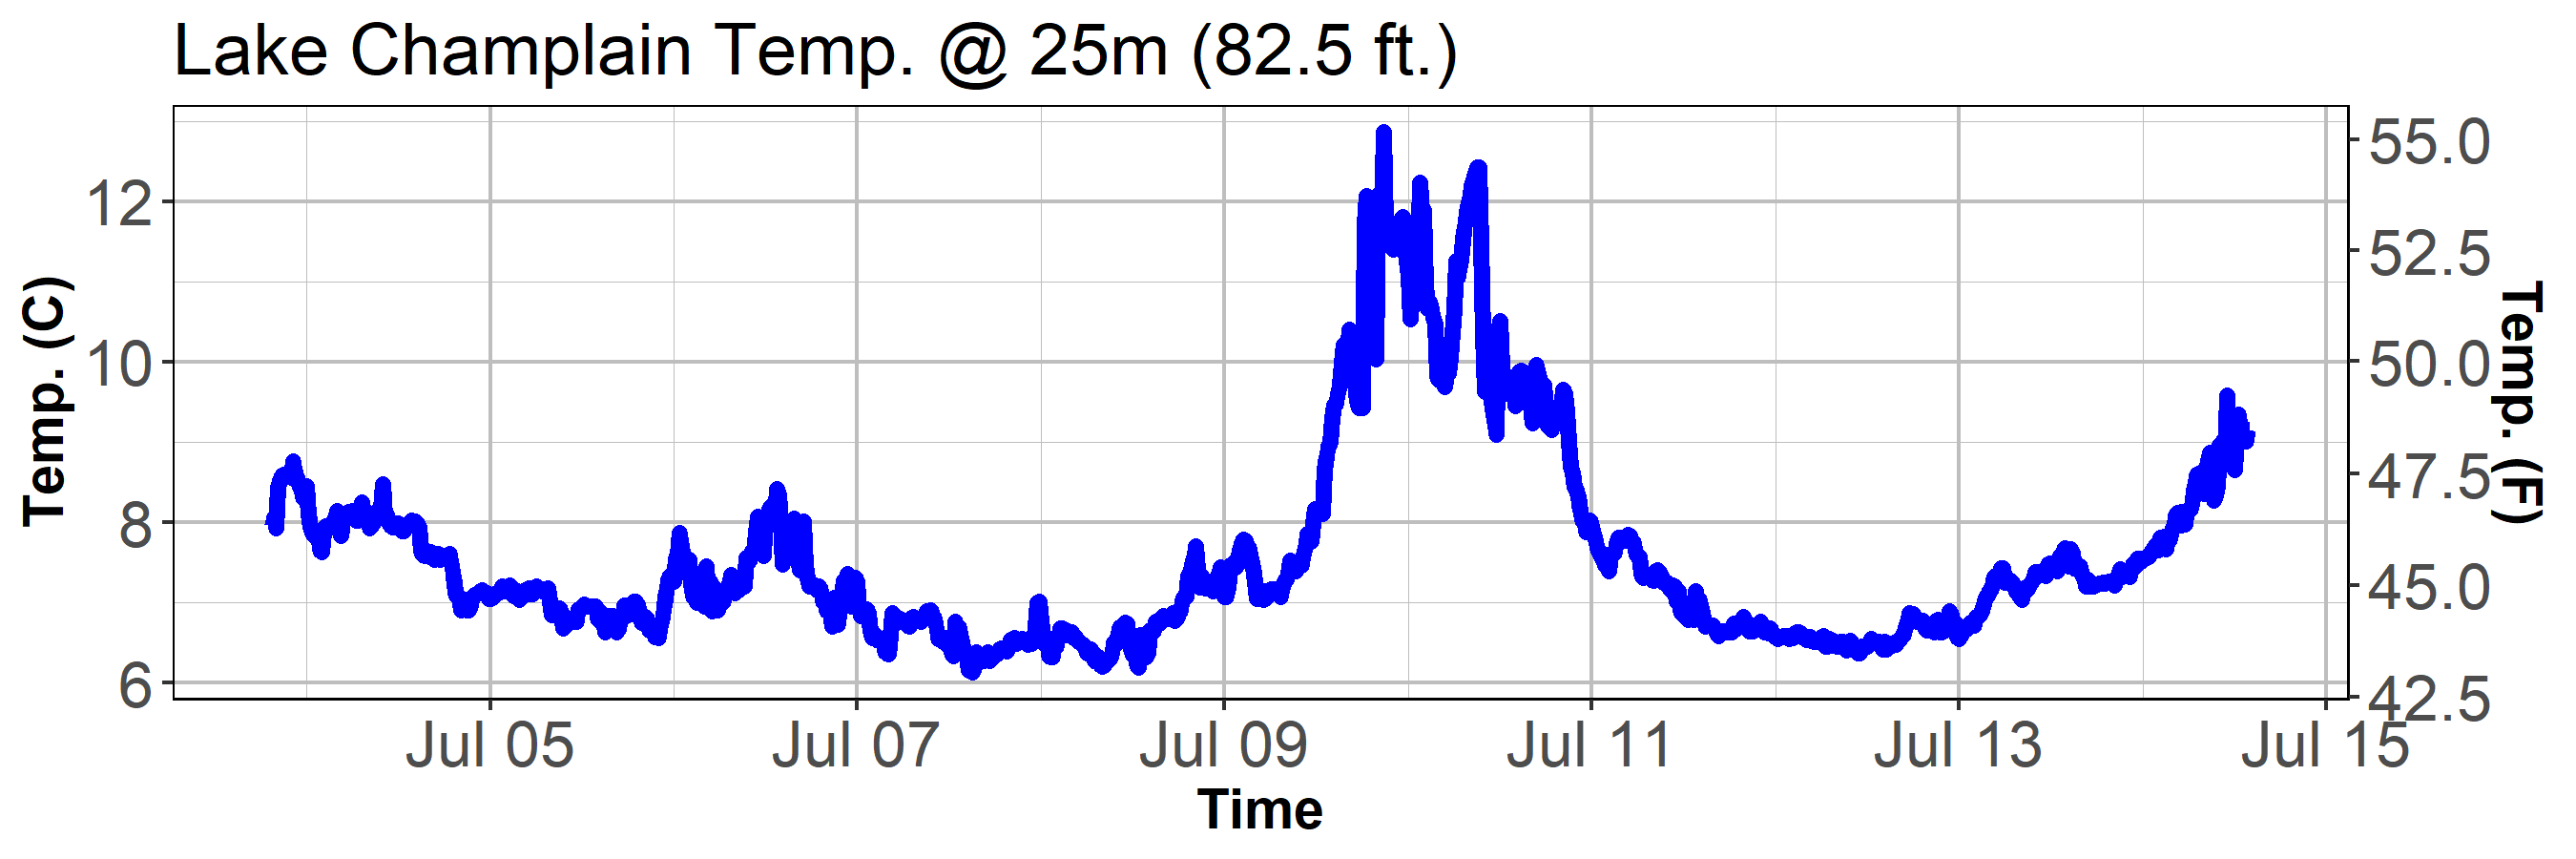 Lake Champlain Temp. @ 25m (82.5 ft.)
Temp. (C)
12
10
8
6
55.0
52.5
50.0
47.5
45.0
42.5
Temp. (F)
Jul 05 Jul 07 Jul 09 Jul 11 Jul 13 Jul 15
Time